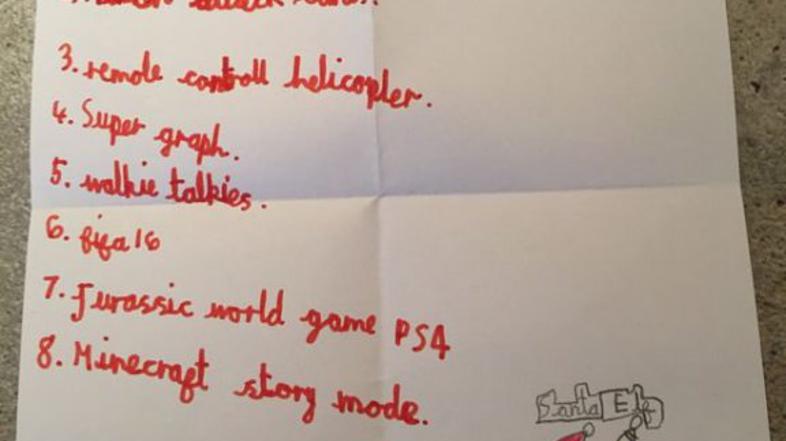 3. remote controll helicopter.
4. Super graph.
5. walkie talkies.
6. fifa 16
7. Jurassic world game PS4
8. Minecraft story mode.
Santa Elf